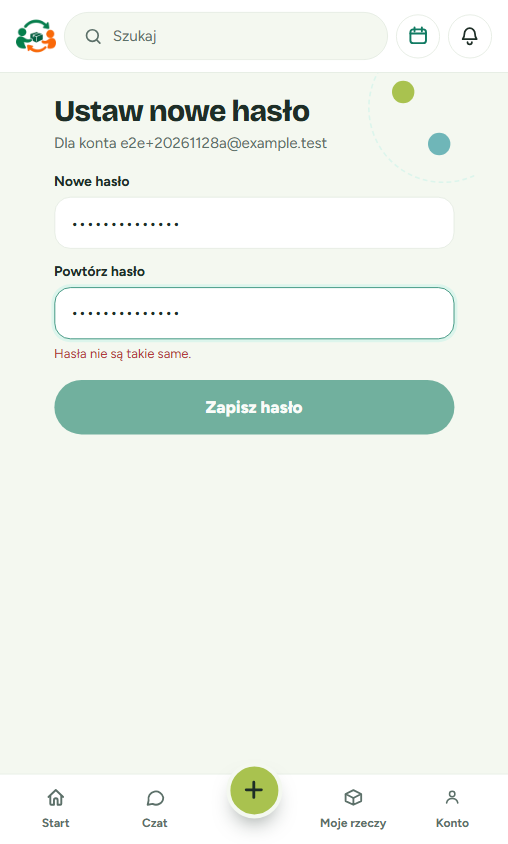 Szukaj
Ustaw nowe hasło
Dla konta e2e+20261128a@example.test
Nowe hasło
••••••••••••••
Powtórz hasło
••••••••••••••
Hasła nie są takie same.
Zapisz hasło
Start
Czat
Moje rzeczy
Konto